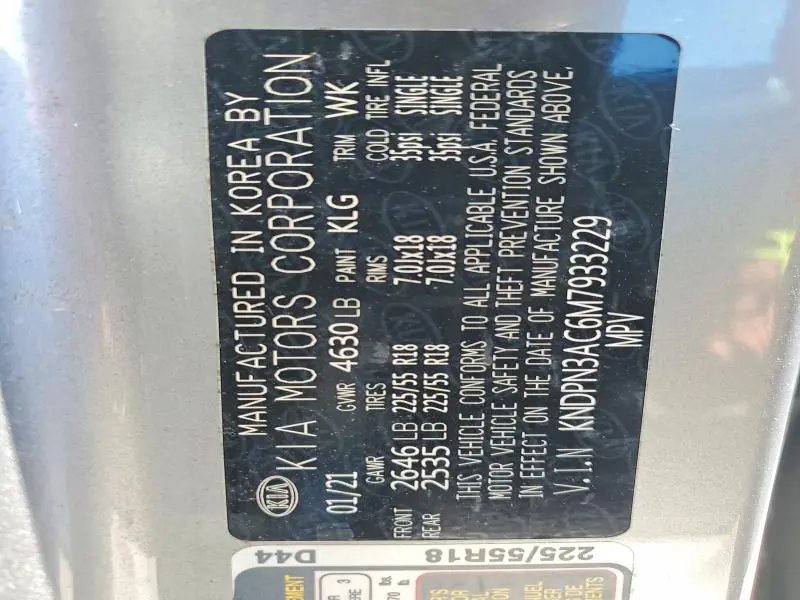 MANUFACTURED IN KOREA BY
KIA MOTORS CORPORATION
KIA
01/21 GVWR 4630 LB PAINT KLG TRIM WK
GAWR TIRES RIMS COLD TIRE INFL
FRONT 2646 LB 225/55 R18 7.0Jx18 35psi SINGLE
REAR 2535 LB 225/55 R18 7.0Jx18 35psi SINGLE
THIS VEHICLE CONFORMS TO ALL APPLICABLE U.S.A. FEDERAL
MOTOR VEHICLE SAFETY AND THEFT PREVENTION STANDARDS
IN EFFECT ON THE DATE OF MANUFACTURE SHOWN ABOVE.
V.I.N KNDPN3AC6M7933229
MPV
D44
225/55R18